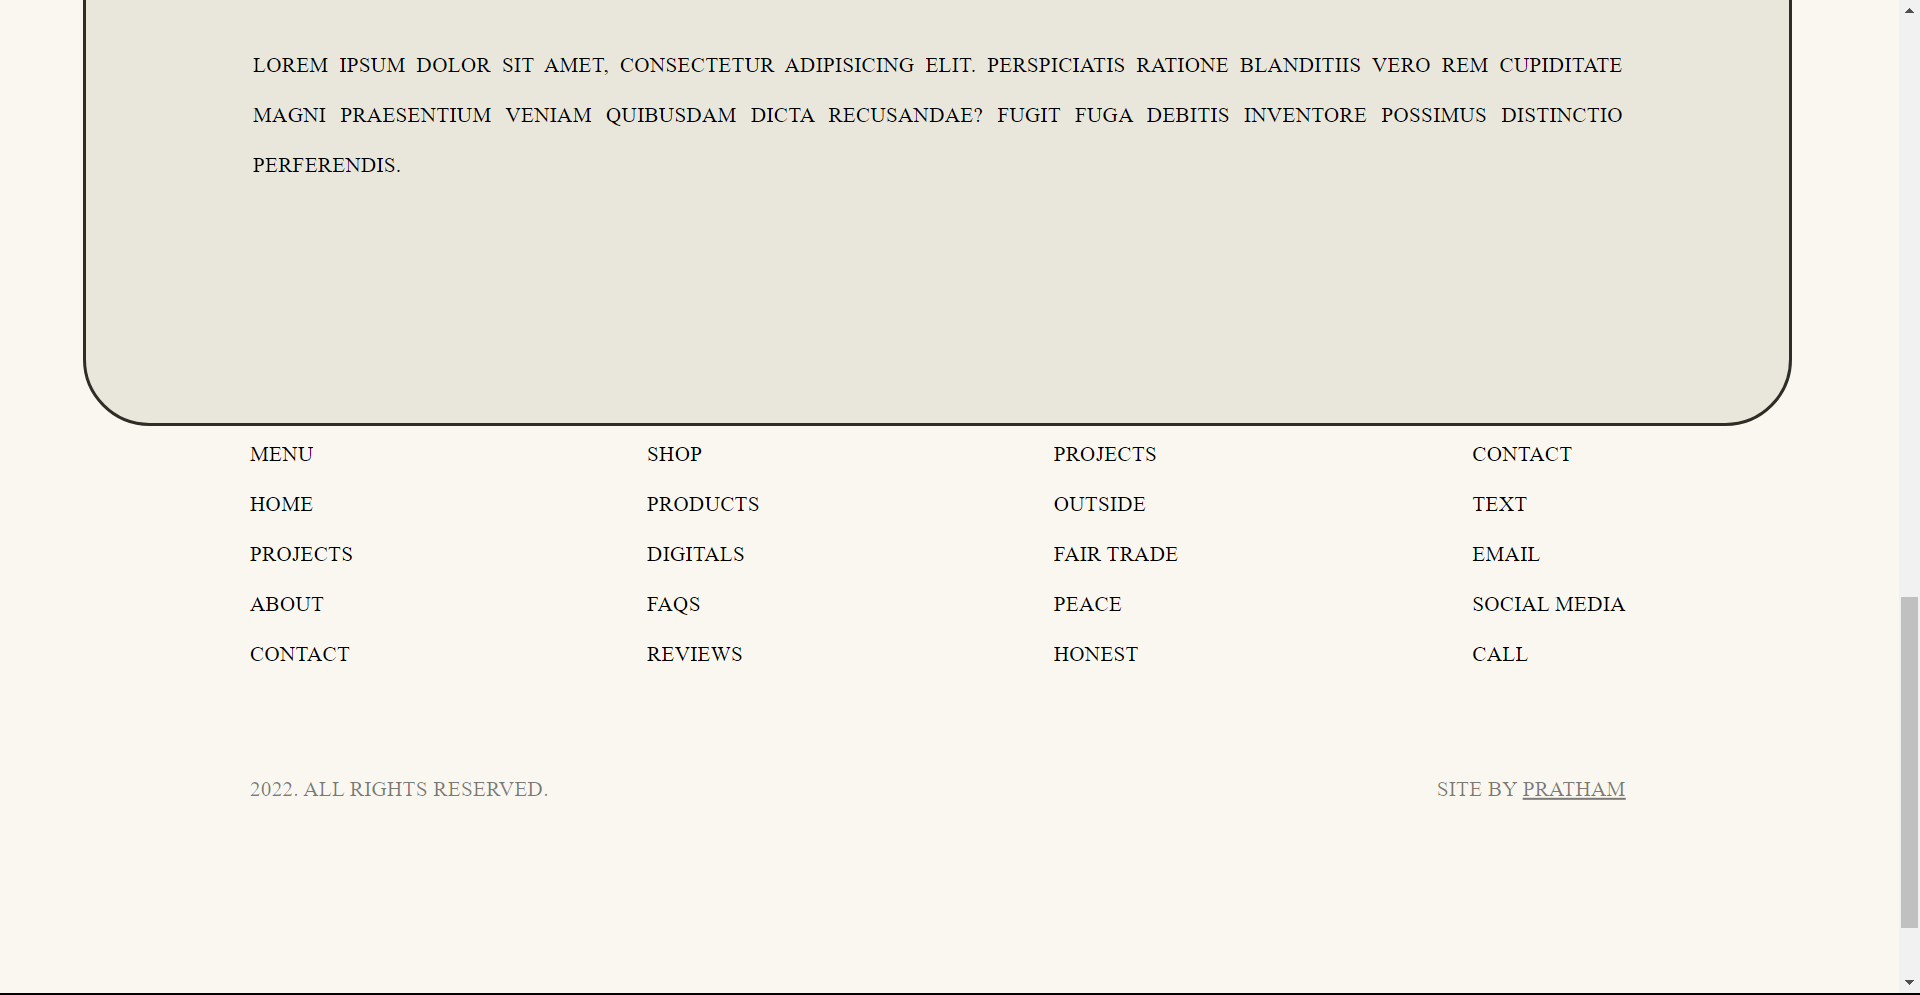 LOREM IPSUM DOLOR SIT AMET, CONSECTETUR ADIPISICING ELIT. PERSPICIATIS RATIONE BLANDITIIS VERO REM CUPIDITATE
MAGNI PRAESENTIUM VENIAM QUIBUSDAM DICTA RECUSANDAE? FUGIT FUGA DEBITIS INVENTORE POSSIMUS DISTINCTIO
PERFERENDIS.
MENU
HOME
PROJECTS
ABOUT
CONTACT
SHOP
PRODUCTS
DIGITALS
FAQS
REVIEWS
PROJECTS
OUTSIDE
FAIR TRADE
PEACE
HONEST
CONTACT
TEXT
EMAIL
SOCIAL MEDIA
CALL
2022. ALL RIGHTS RESERVED.
SITE BY PRATHAM